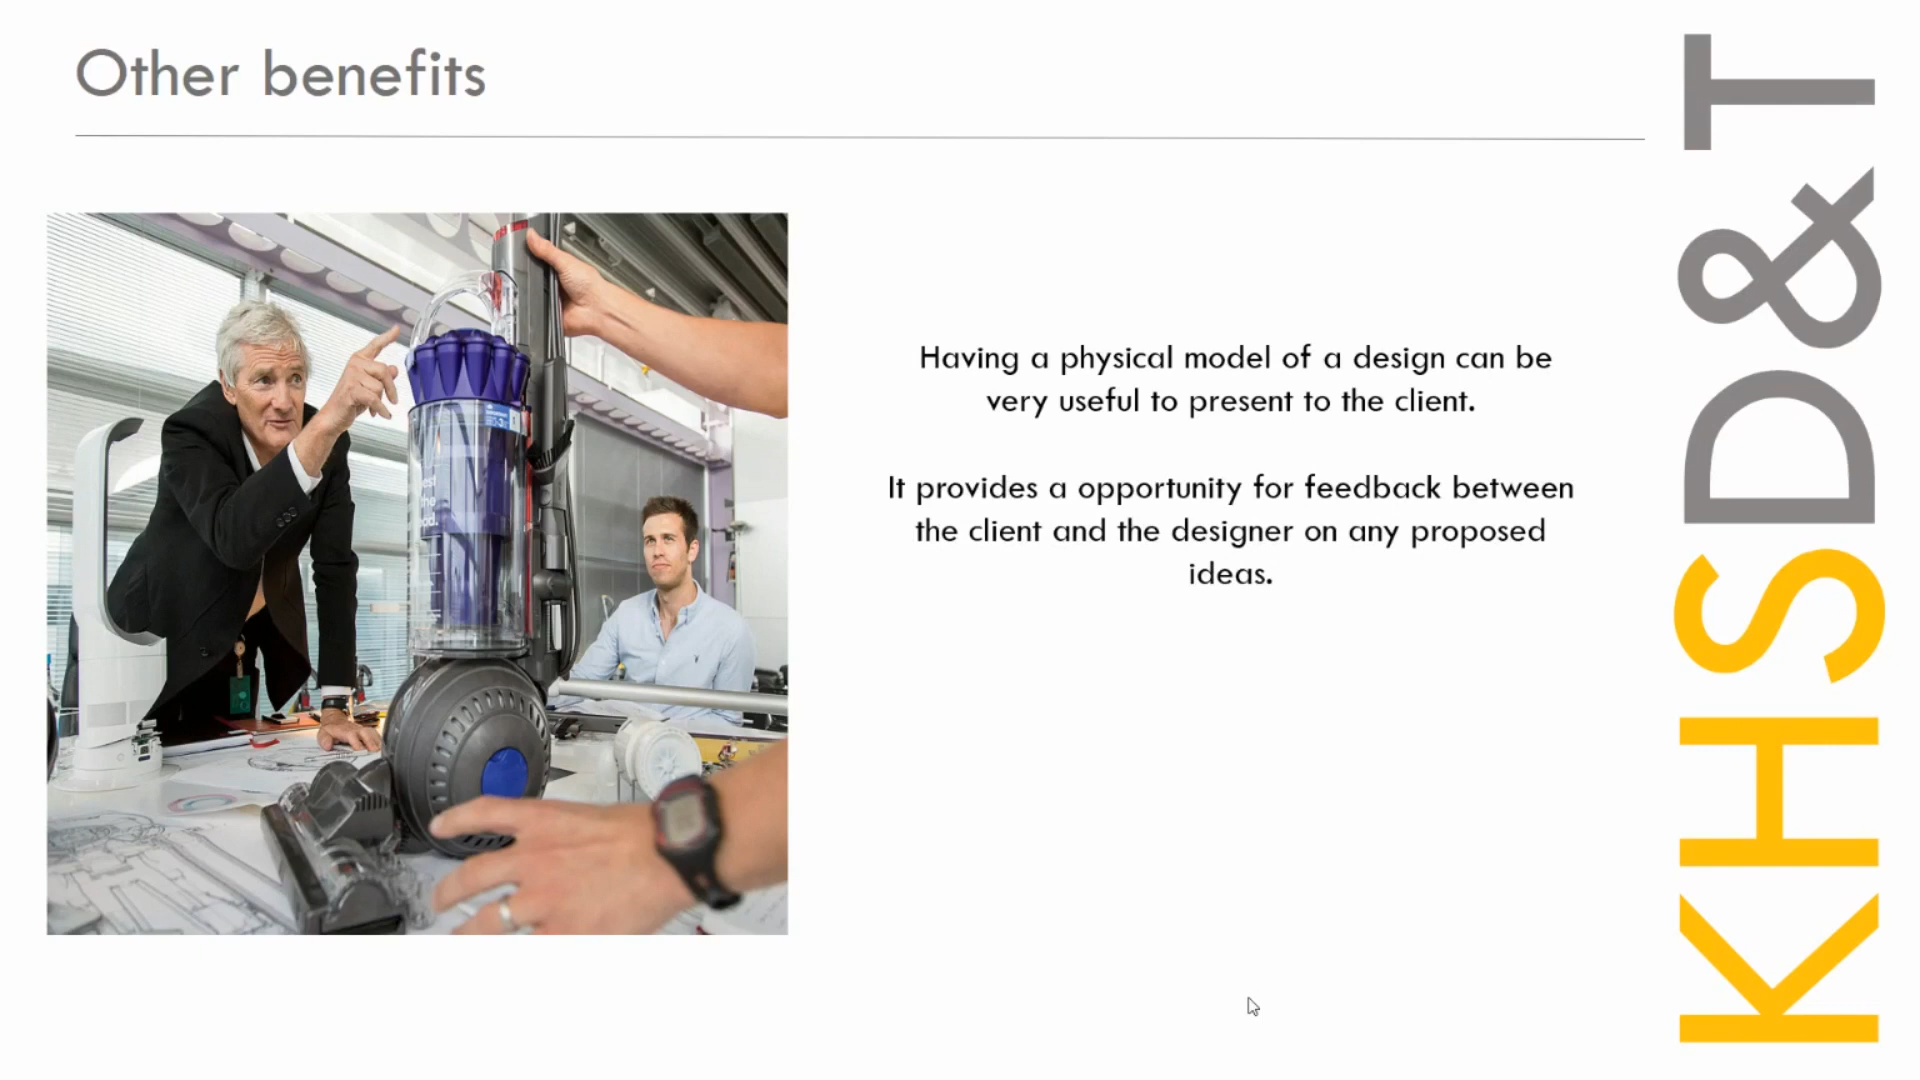 Other benefits
Having a physical model of a design can be
very useful to present to the client.
It provides a opportunity for feedback between
the client and the designer on any proposed
ideas.
KHSD&T